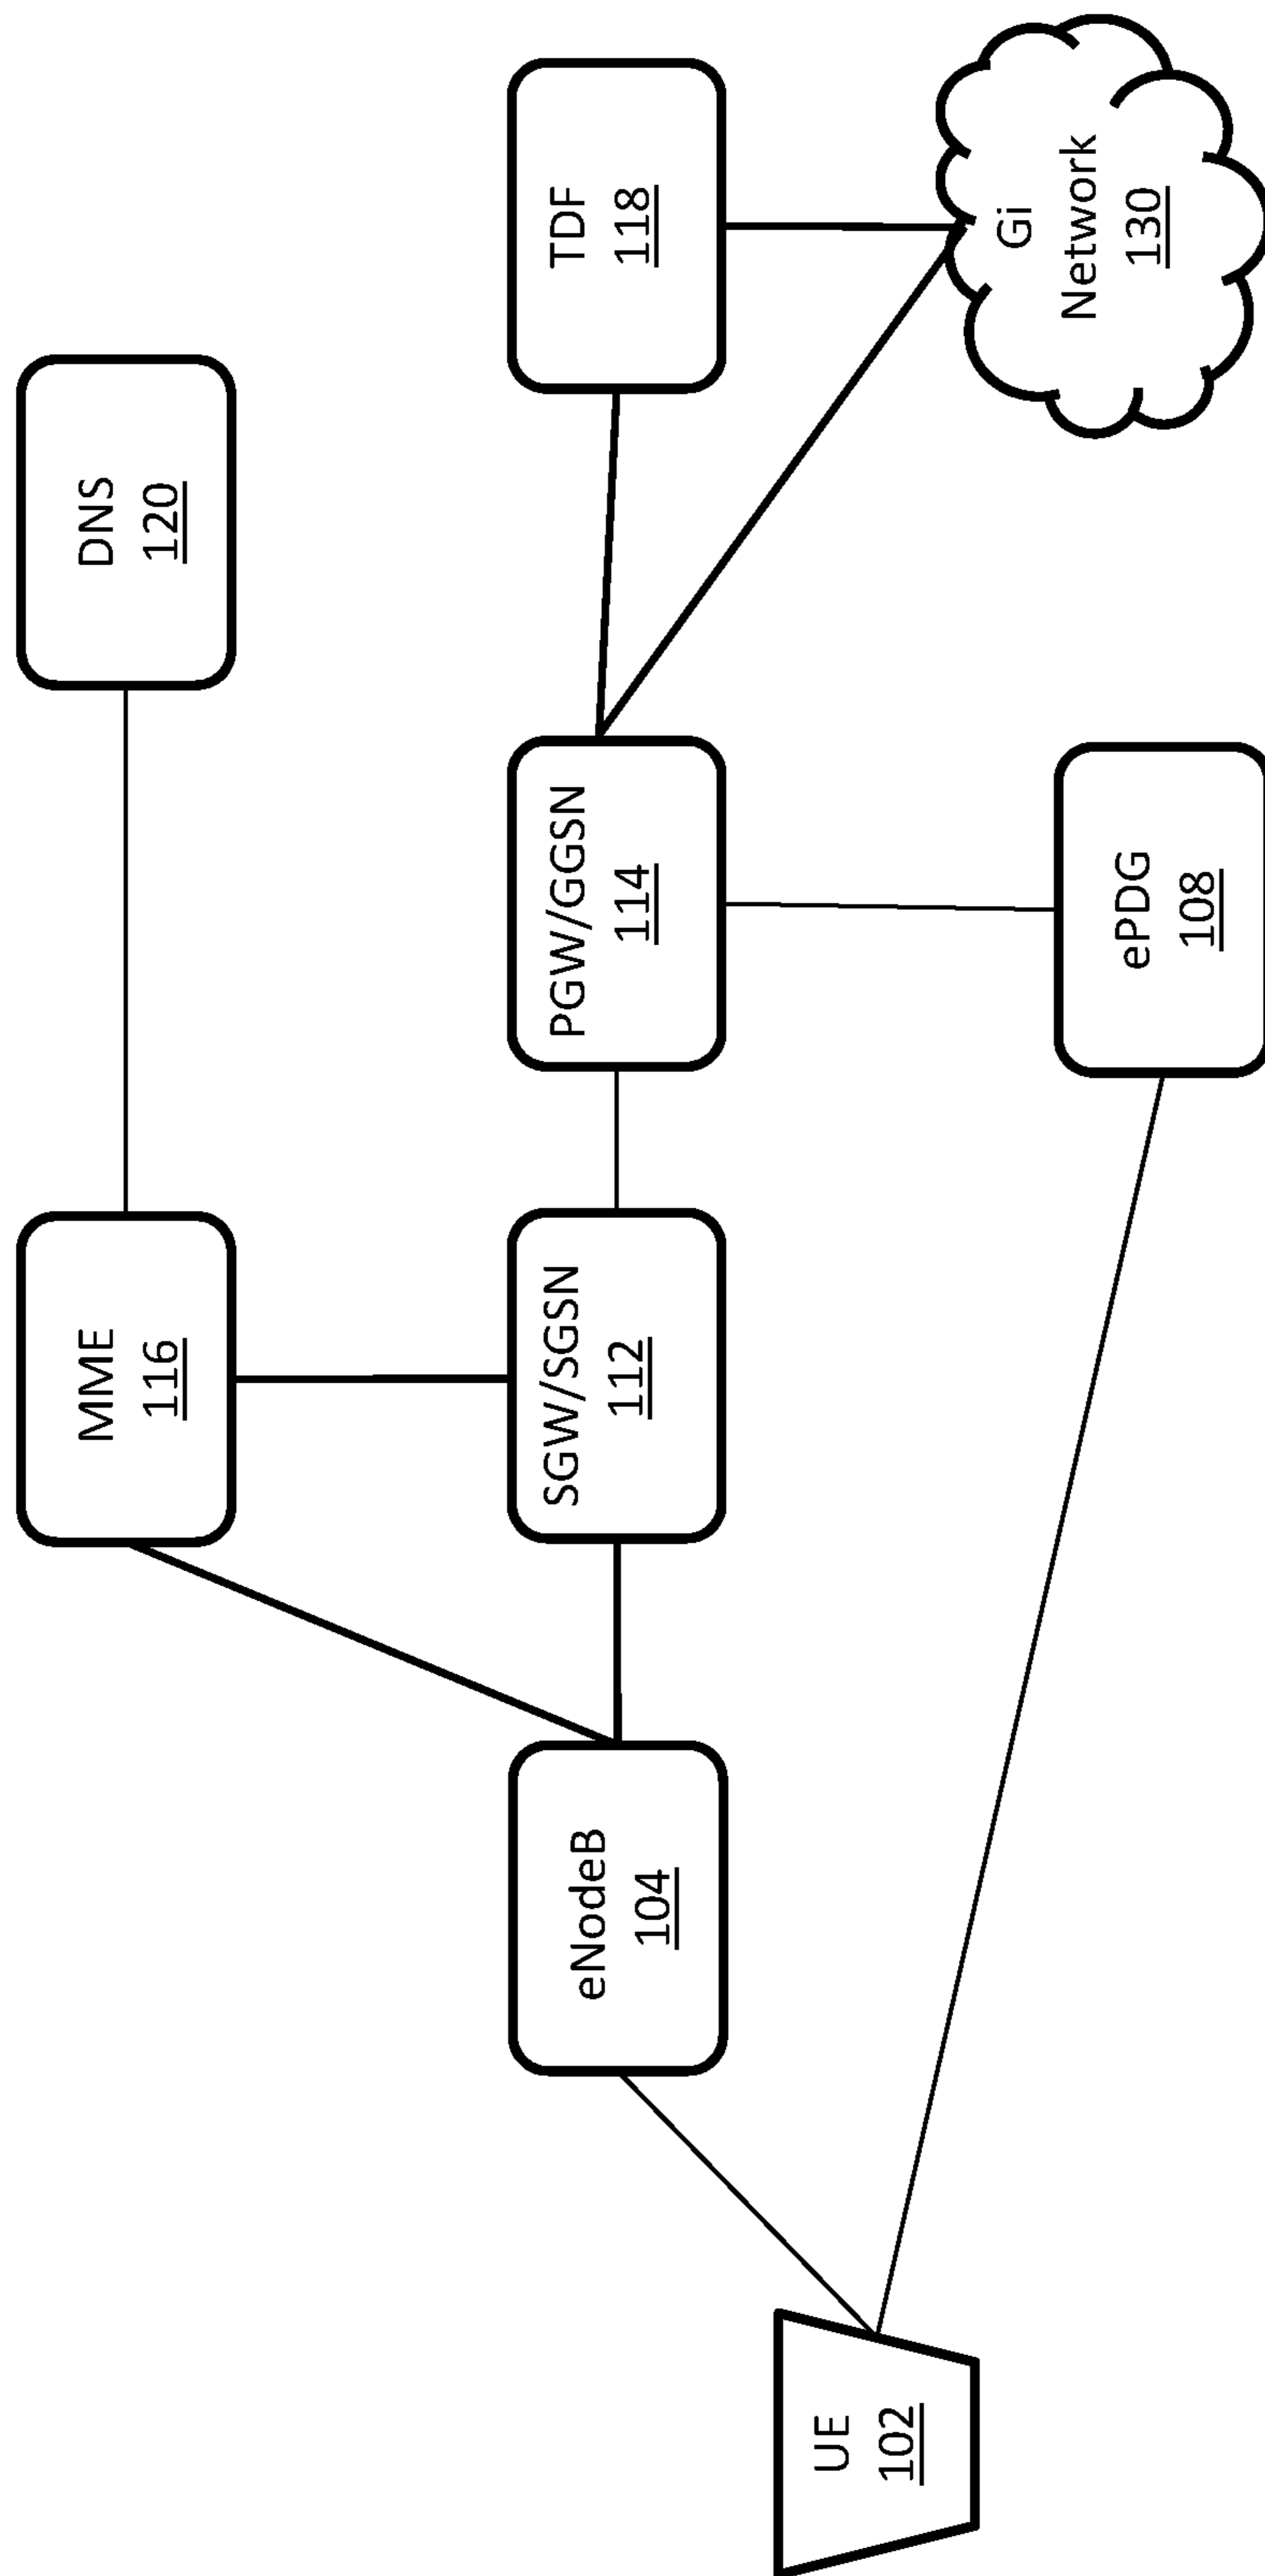 MME
116
DNS
120
eNodeB
104
SGW/SGSN
112
PGW/GGSN
114
TDF
118
UE
102
ePDG
108
Gi
Network
130